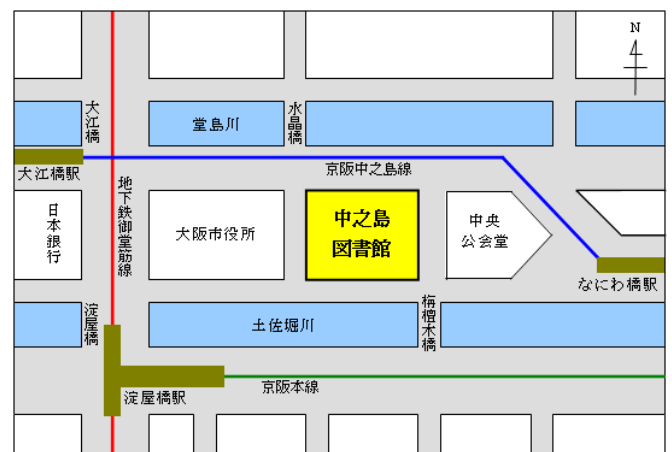 N
大江橋
堂島川
水晶橋
大江橋駅
京阪中之島線
地下鉄御堂筋線
日本銀行
大阪市役所
中之島
図書館
中央
公会堂
なにわ橋駅
淀屋橋
土佐堀川
栴檀木橋
淀屋橋駅
京阪本線